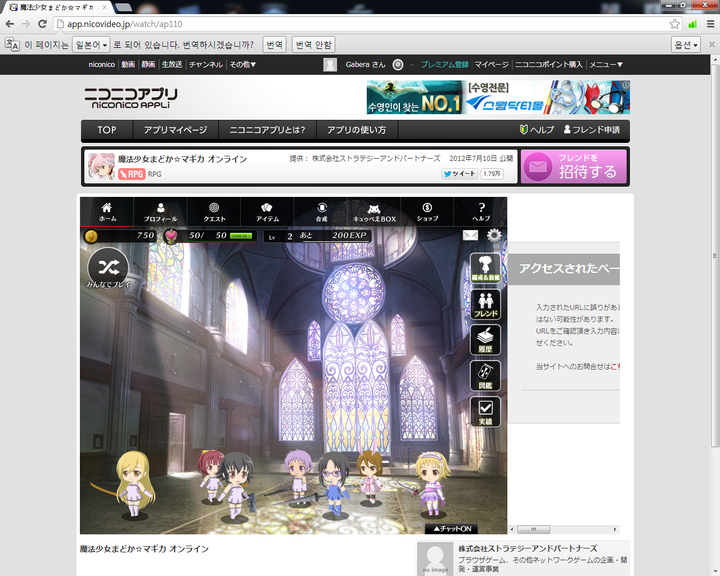 魔法少女まどか☆マギカ
app.nicovideo.jp/watch/ap110
이 페이지는 일본어 로 되어 있습니다. 번역하시겠습니까? 번역 번역 안함 옵션
niconico 動画 静画 生放送 チャンネル その他▼ Gabera さん プレミアム登録 マイページ ニコニコポイント購入 メニュー▼
ニコニコアプリ
NICONICO APPLI
수영전문
수영인이 찾는 NO.1
스윔닥터몰
TOP アプリマイページ ニコニコアプリとは? アプリの使い方 ヘルプ フレンド申請
魔法少女まどか☆マギカ オンライン
提供: 株式会社ストラテジーアンドパートナーズ 2012年7月10日 公開
RPG RPG
ツイート 1.79万
フレンドを
招待する
ホーム プロフィール クエスト アイテム 合成 キュゥべえBOX ショップ ヘルプ
750 50/ 50 Lv 2 あと 200EXP
みんなでプレイ
編成&装備
フレンド
履歴
図鑑
実績
アクセスされたペー
入力されたURLに誤りがある
はない可能性があります。
URLをご確認頂き入力内容に
せください。
当サイトへのお問合せはこち
▲チャットON
魔法少女まどか☆マギカ オンライン
no image
株式会社ストラテジーアンドパートナーズ
ブラウザゲーム、その他ネットワークゲームの企画・開
発・運営事業